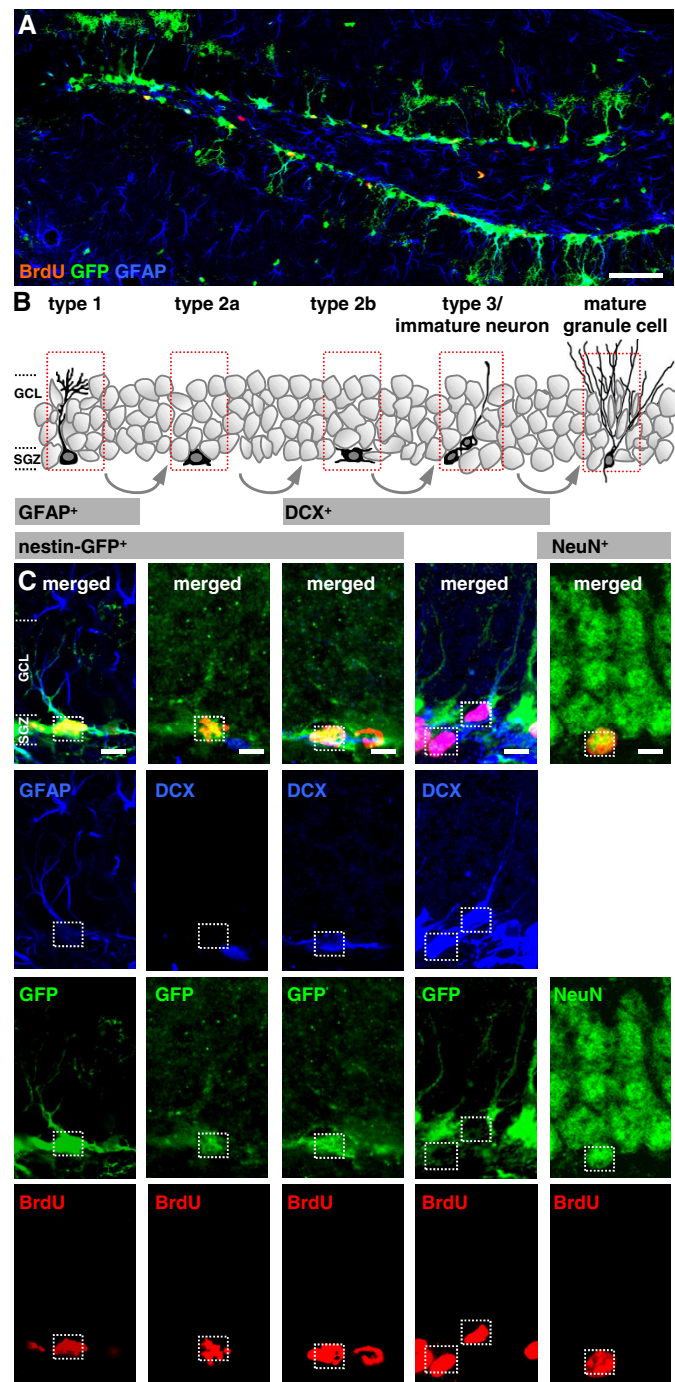 A
BrdU GFP GFAP
B
type 1 type 2a type 2b type 3/ immature neuron mature granule cell
GCL
SGZ
GFAP+ DCX+
nestin-GFP+ NeuN+
C
merged merged merged merged merged
GCL
SGZ
GFAP DCX DCX DCX
GFP GFP GFP GFP NeuN
BrdU BrdU BrdU BrdU BrdU